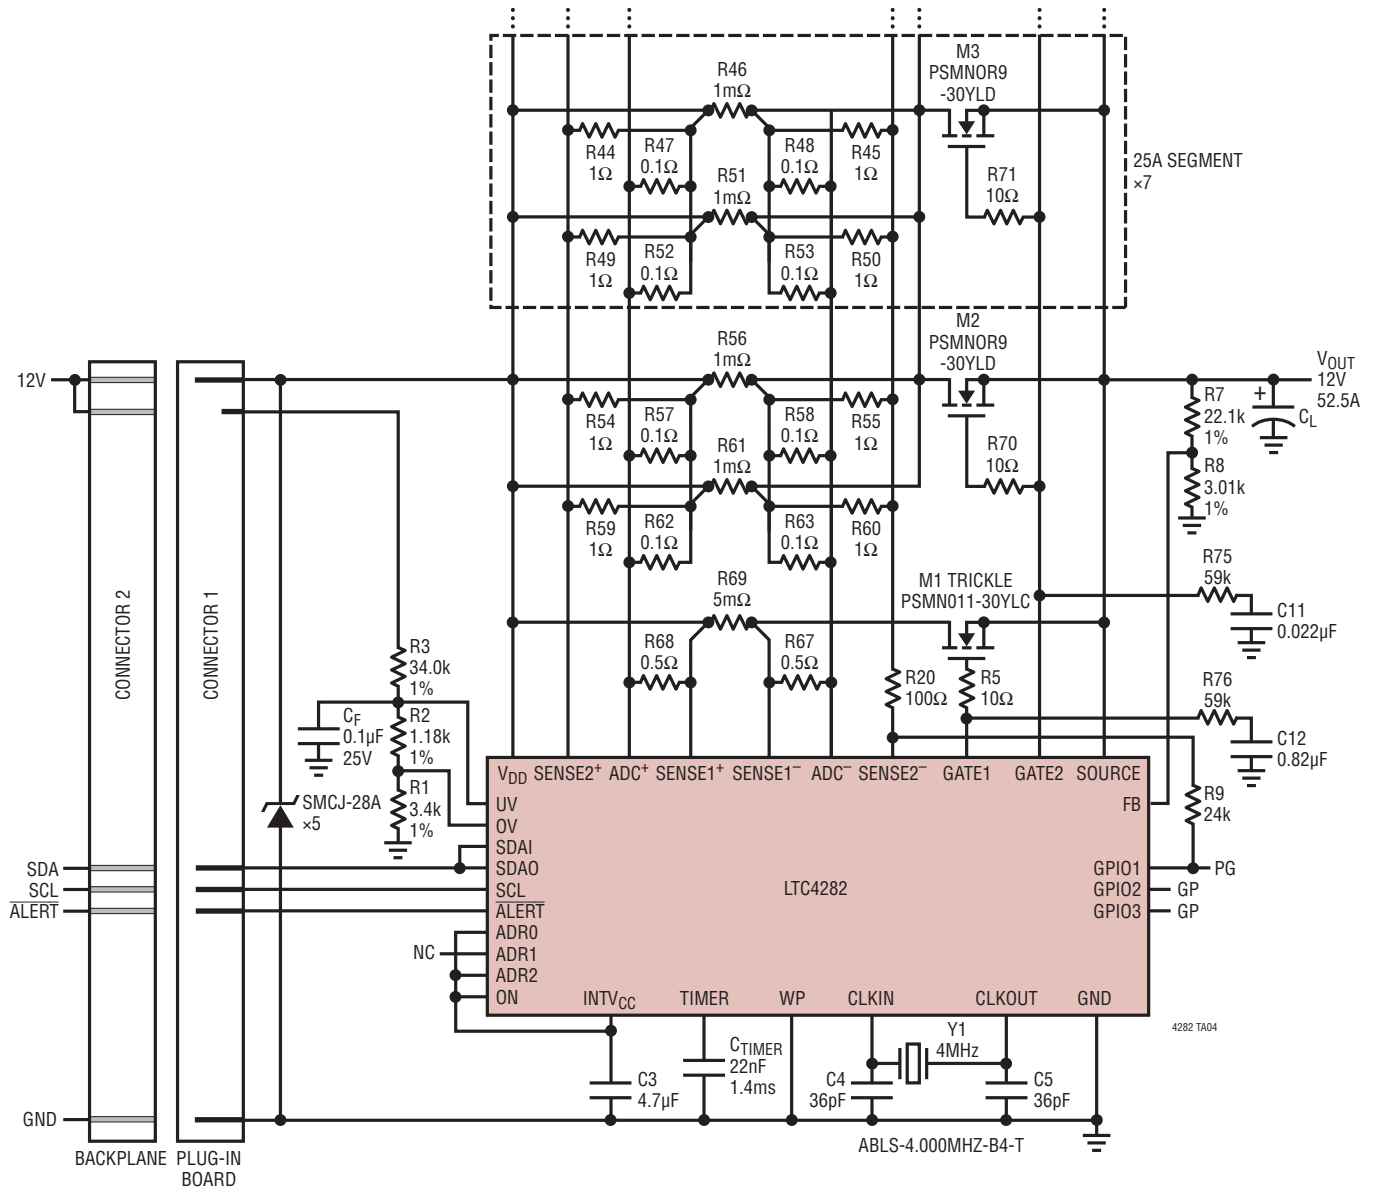 M3
PSMNOR9
-30YLD
R46
1mΩ
R44
1Ω
R47
0.1Ω
R48
0.1Ω
R45
1Ω
R71
10Ω
25A SEGMENT
×7
R51
1mΩ
R49
1Ω
R52
0.1Ω
R53
0.1Ω
R50
1Ω
M2
PSMNOR9
-30YLD
R56
1mΩ
12V
VOUT
12V
52.5A
R54
1Ω
R57
0.1Ω
R58
0.1Ω
R55
1Ω
R70
10Ω
R7
22.1k
1%
+
CL
R61
1mΩ
R8
3.01k
1%
R59
1Ω
R62
0.1Ω
R63
0.1Ω
R60
1Ω
R69
5mΩ
M1 TRICKLE
PSMN011-30YLC
R75
59k
C11
0.022µF
CONNECTOR 2
CONNECTOR 1
R3
34.0k
1%
R68
0.5Ω
R67
0.5Ω
R20
100Ω
R5
10Ω
R76
59k
C12
0.82µF
CF
0.1µF
25V
R2
1.18k
1%
R1
3.4k
1%
SMCJ-28A
×5
VDD SENSE2+ ADC+ SENSE1+ SENSE1− ADC− SENSE2− GATE1 GATE2 SOURCE
UV
OV
SDAI
SDAO
SCL
ALERT
ADR0
ADR1
ADR2
ON
FB
R9
24k
SDA
SCL
ALERT
NC
LTC4282
GPIO1
GPIO2
GPIO3
PG
GP
GP
INTVCC TIMER WP CLKIN CLKOUT GND
4282 TA04
C3
4.7µF
CTIMER
22nF
1.4ms
Y1
4MHz
C4
36pF
C5
36pF
GND
ABLS-4.000MHZ-B4-T
BACKPLANE
PLUG-IN
BOARD